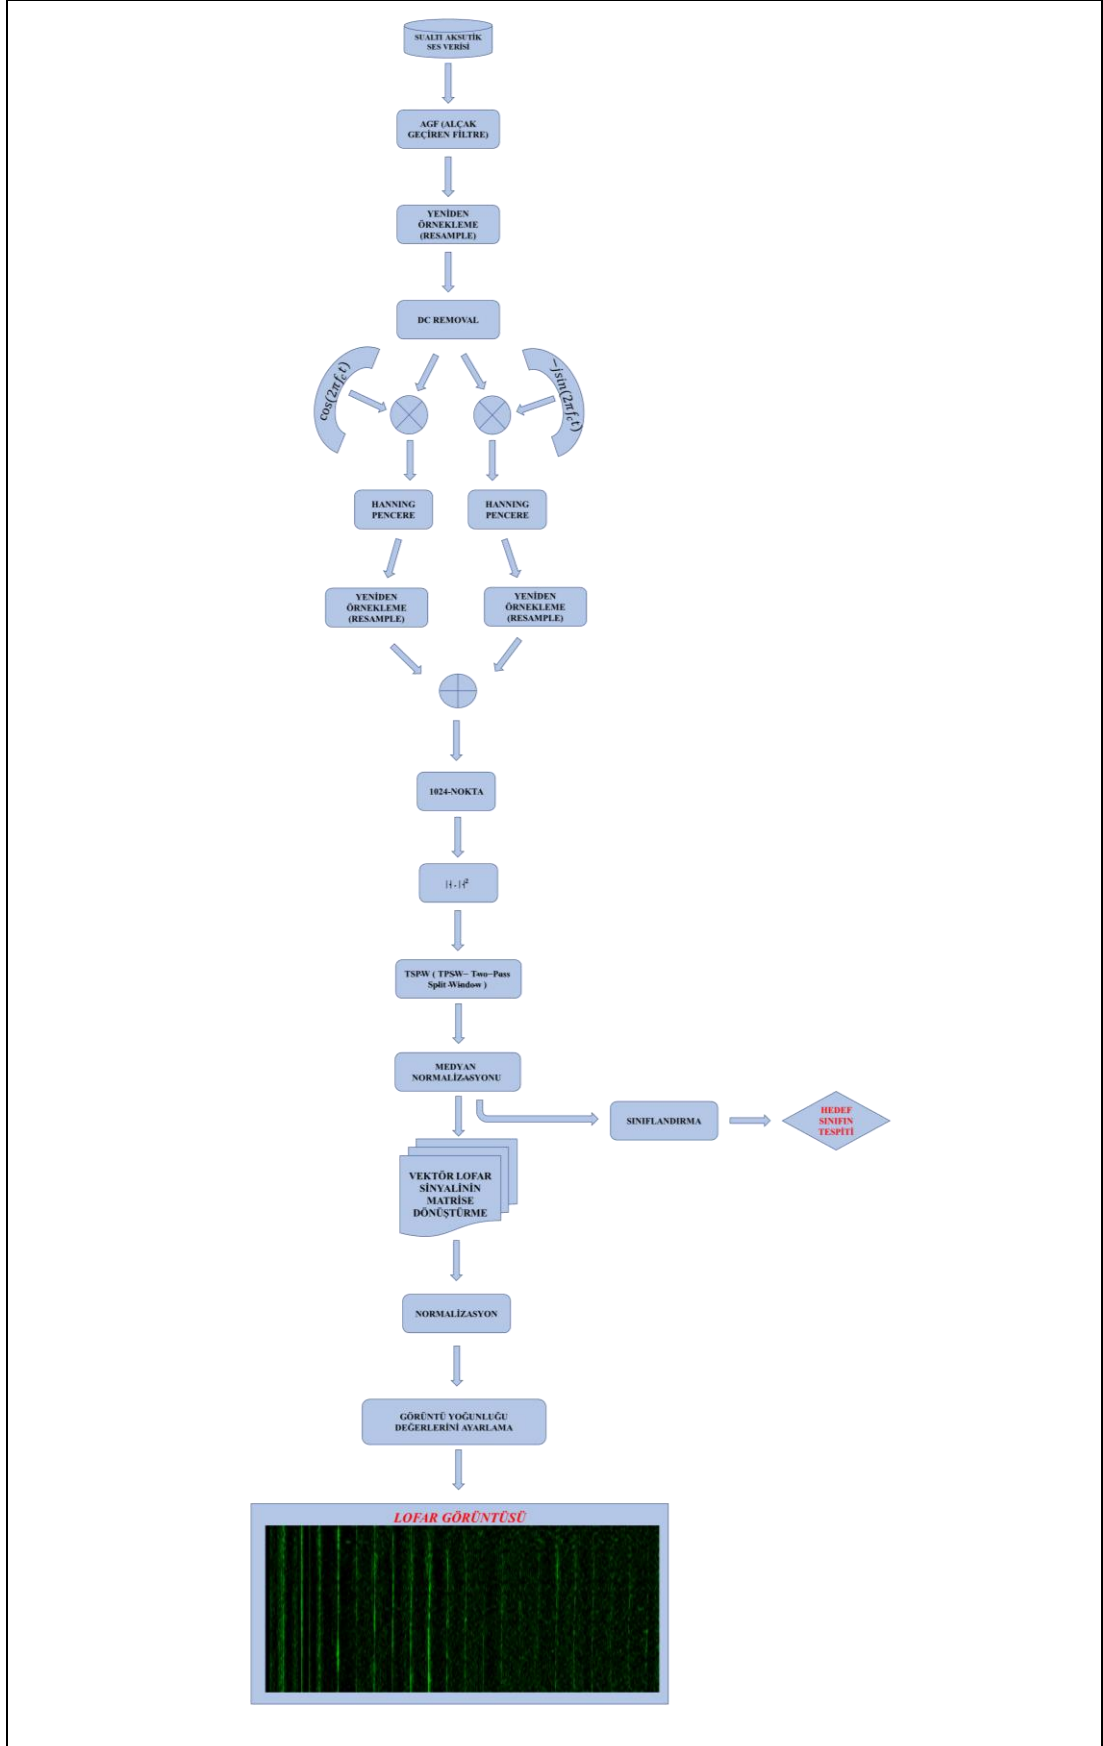 SUALTI AKSUTİK
SES VERİSİ
AGF (ALÇAK
GEÇİREN FİLTRE)
YENİDEN
ÖRNEKLEME
(RESAMPLE)
DC REMOVAL
cos(2πf_c t)
−jsin(2πf_c t)
HANNING
PENCERE
HANNING
PENCERE
YENİDEN
ÖRNEKLEME
(RESAMPLE)
YENİDEN
ÖRNEKLEME
(RESAMPLE)
1024-NOKTA
|┤. |┤²
TSPW ( TPSW– Two–Pass
Split-Window )
MEDYAN
NORMALİZASYONU
SINIFLANDIRMA
HEDEF
SINIFIN
TESPİTİ
VEKTÖR LOFAR
SİNYALİNİN
MATRİSE
DÖNÜŞTÜRME
NORMALİZASYON
GÖRÜNTÜ YOĞUNLUĞU
DEĞERLERİNİ AYARLAMA
LOFAR GÖRÜNTÜSÜ